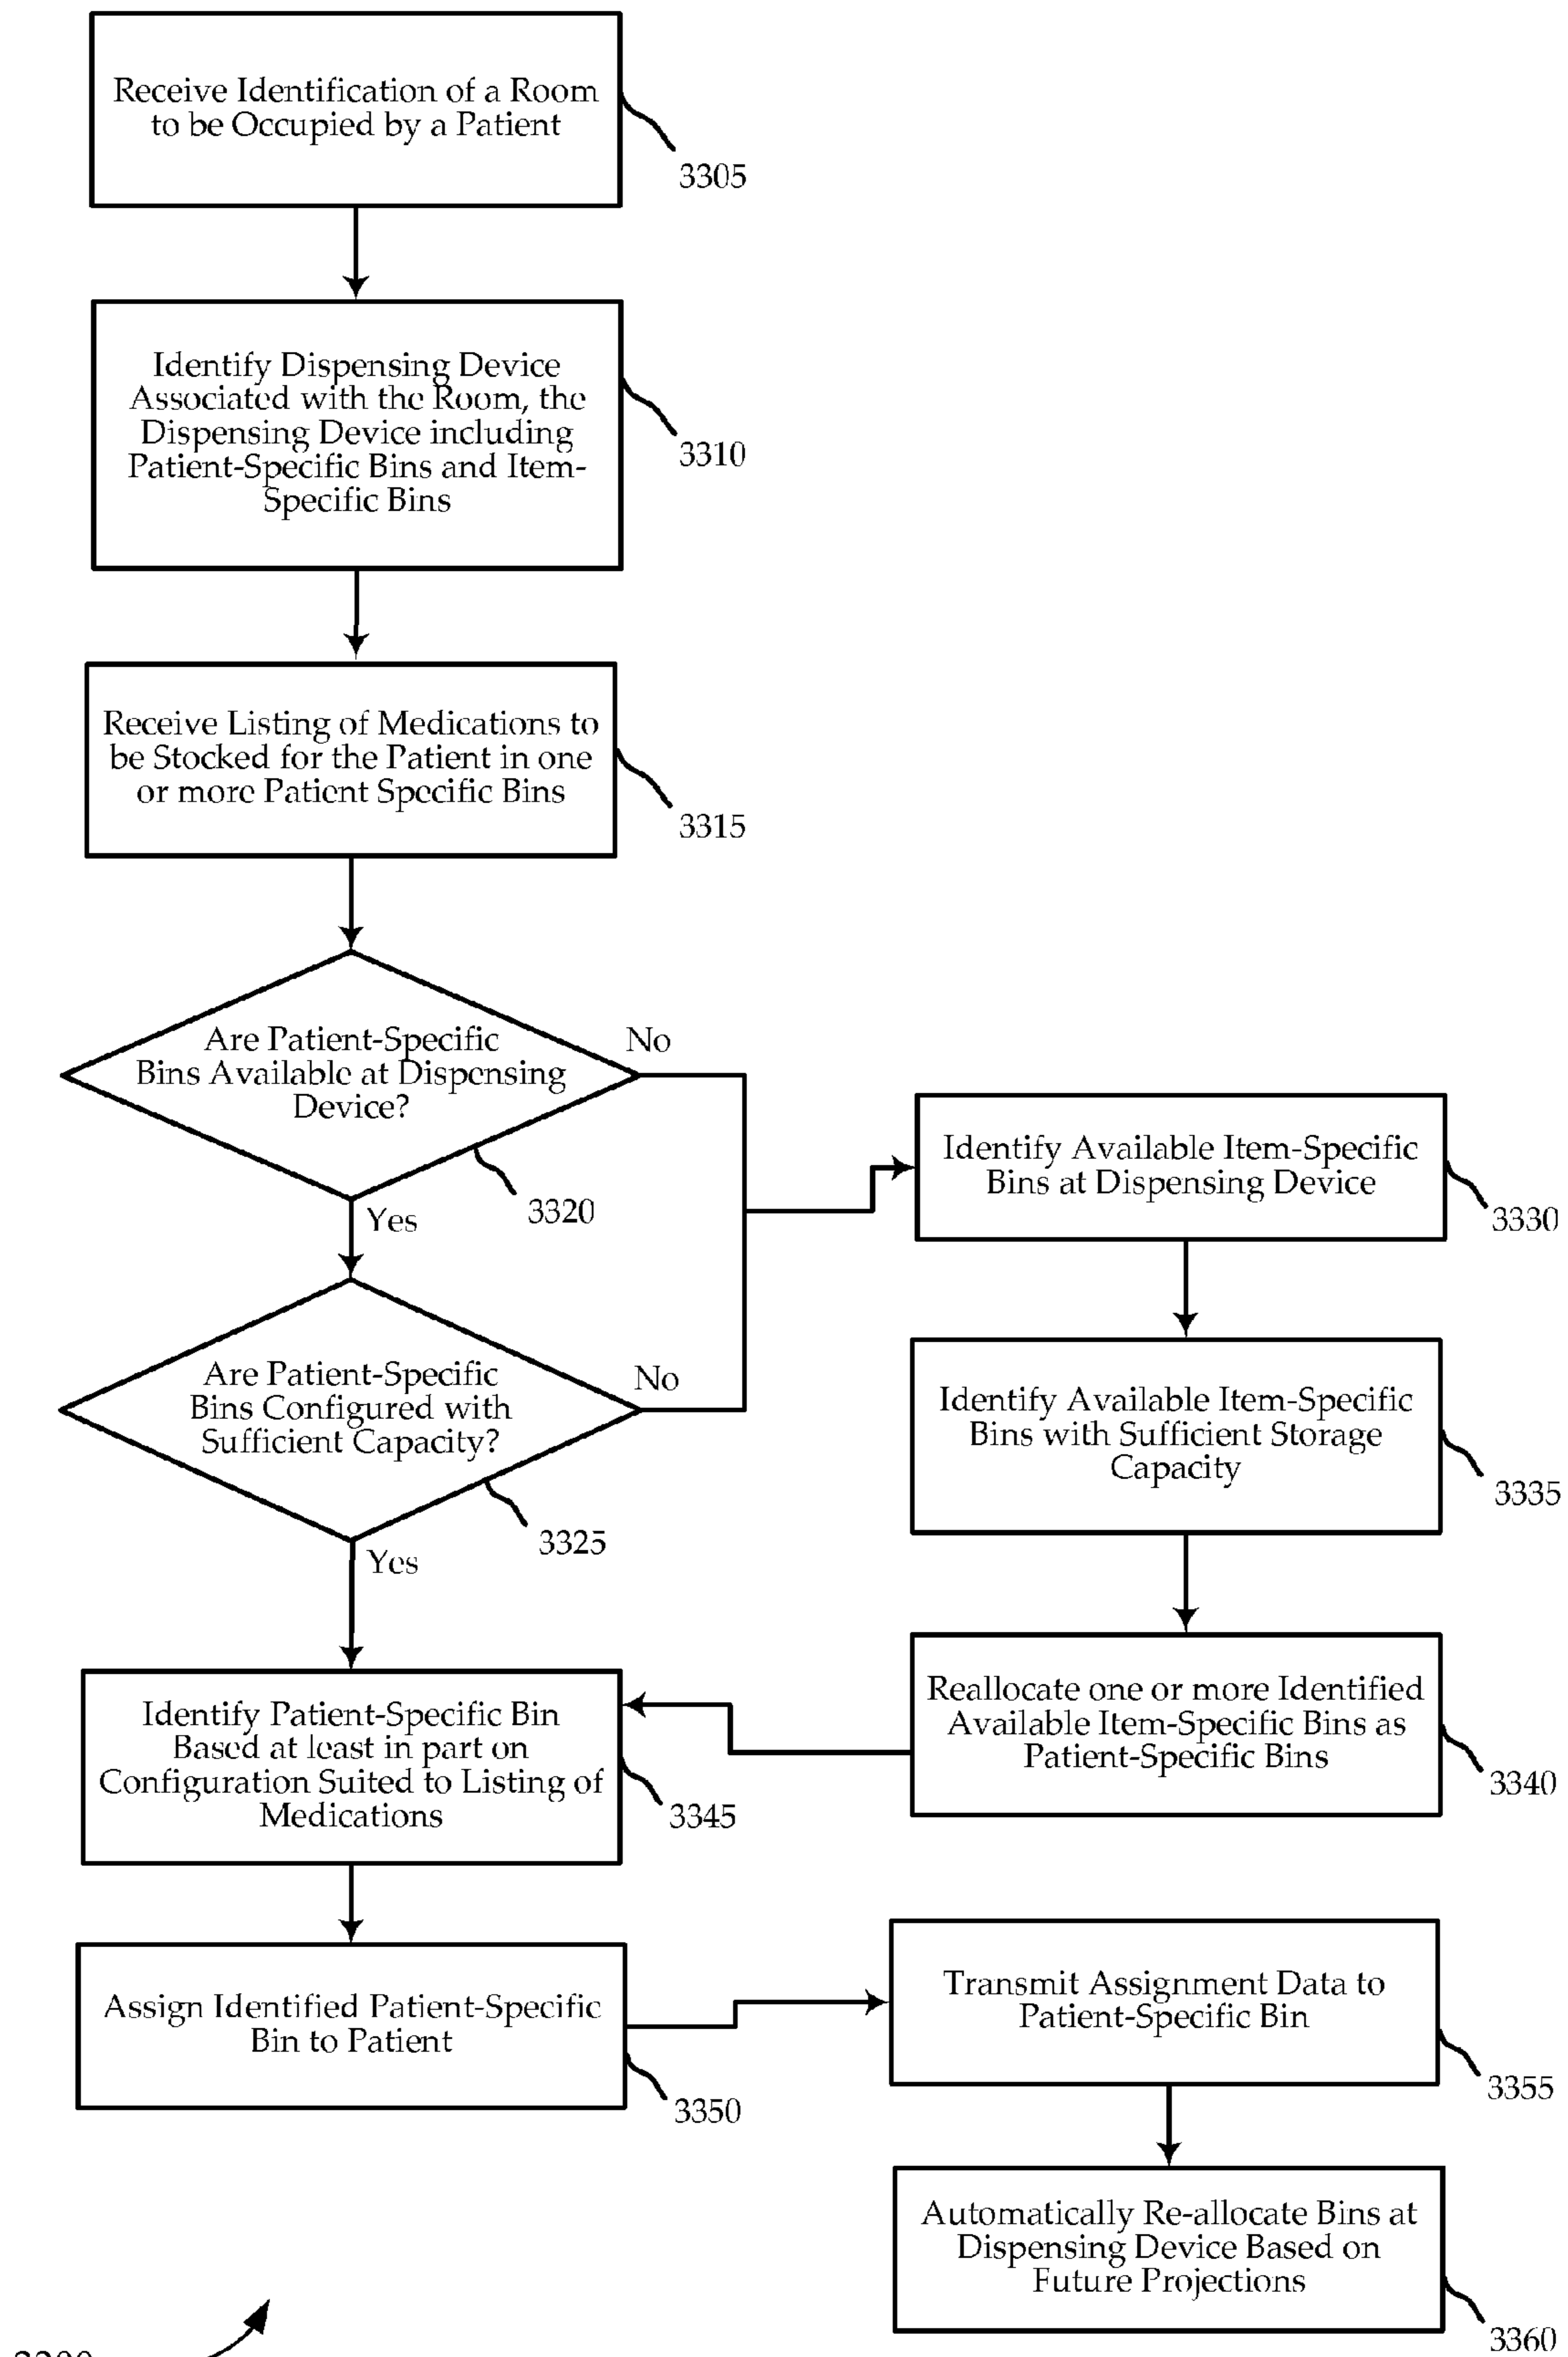 Receive Identification of a Room
to be Occupied by a Patient
3305
Identify Dispensing Device
Associated with the Room, the
Dispensing Device including
Patient-Specific Bins and Item-
Specific Bins
3310
Receive Listing of Medications to
be Stocked for the Patient in one
or more Patient Specific Bins
3315
Are Patient-Specific
Bins Available at Dispensing
Device?
No
3320
Yes
Are Patient-Specific
Bins Configured with
Sufficient Capacity?
No
3325
Yes
Identify Available Item-Specific
Bins at Dispensing Device
3330
Identify Available Item-Specific
Bins with Sufficient Storage
Capacity
3335
Reallocate one or more Identified
Available Item-Specific Bins as
Patient-Specific Bins
3340
Identify Patient-Specific Bin
Based at least in part on
Configuration Suited to Listing of
Medications
3345
Assign Identified Patient-Specific
Bin to Patient
3350
Transmit Assignment Data to
Patient-Specific Bin
3355
Automatically Re-allocate Bins at
Dispensing Device Based on
Future Projections
3360